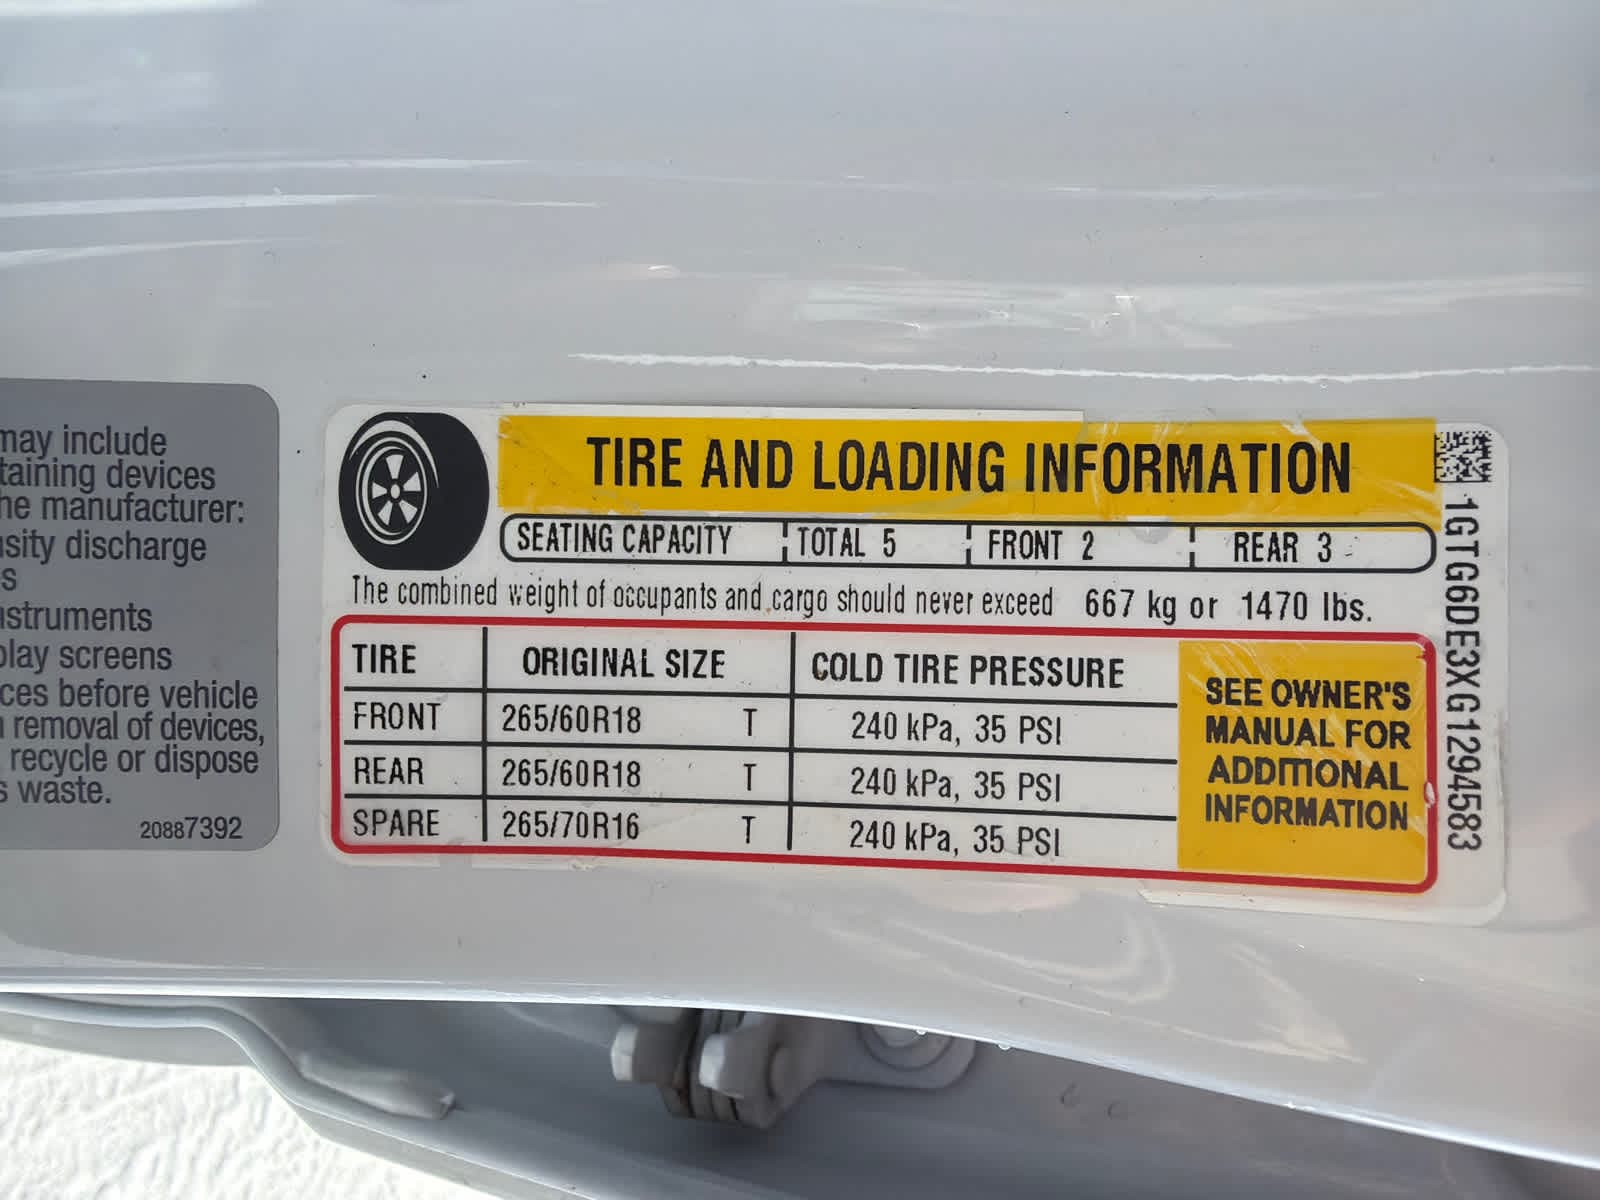 may include
taining devices
he manufacturer:
sity discharge
s
struments
play screens
ces before vehicle
removal of devices,
recycle or dispose
s waste.
20887392
TIRE AND LOADING INFORMATION
SEATING CAPACITY TOTAL 5 FRONT 2 REAR 3
The combined weight of occupants and cargo should never exceed 667 kg or 1470 lbs.
TIRE ORIGINAL SIZE COLD TIRE PRESSURE
FRONT 265/60R18 T 240 kPa, 35 PSI
REAR 265/60R18 T 240 kPa, 35 PSI
SPARE 265/70R16 T 240 kPa, 35 PSI
SEE OWNER'S
MANUAL FOR
ADDITIONAL
INFORMATION
1GTG6DE3XG1294583